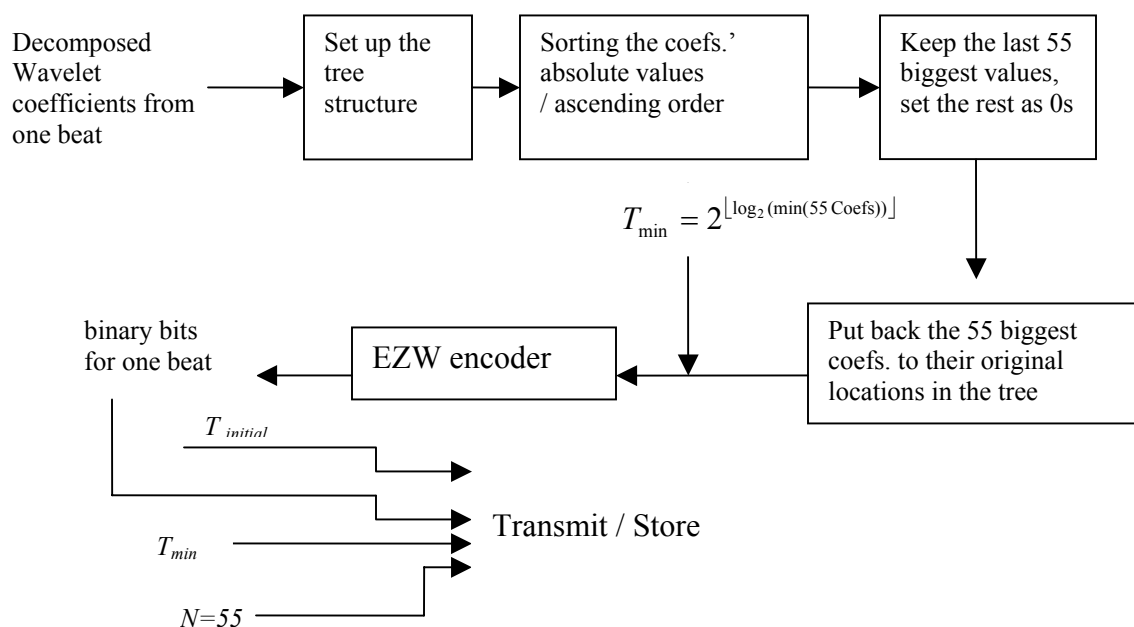 Decomposed
Wavelet
coefficients from
one beat
Set up the
tree
structure
Sorting the coefs.’
absolute values
/ ascending order
Keep the last 55
biggest values,
set the rest as 0s
T_min = 2^⌊log₂(min(55 Coefs))⌋
Put back the 55 biggest
coefs. to their original
locations in the tree
EZW encoder
binary bits
for one beat
T initial
Transmit / Store
Tmin
N=55